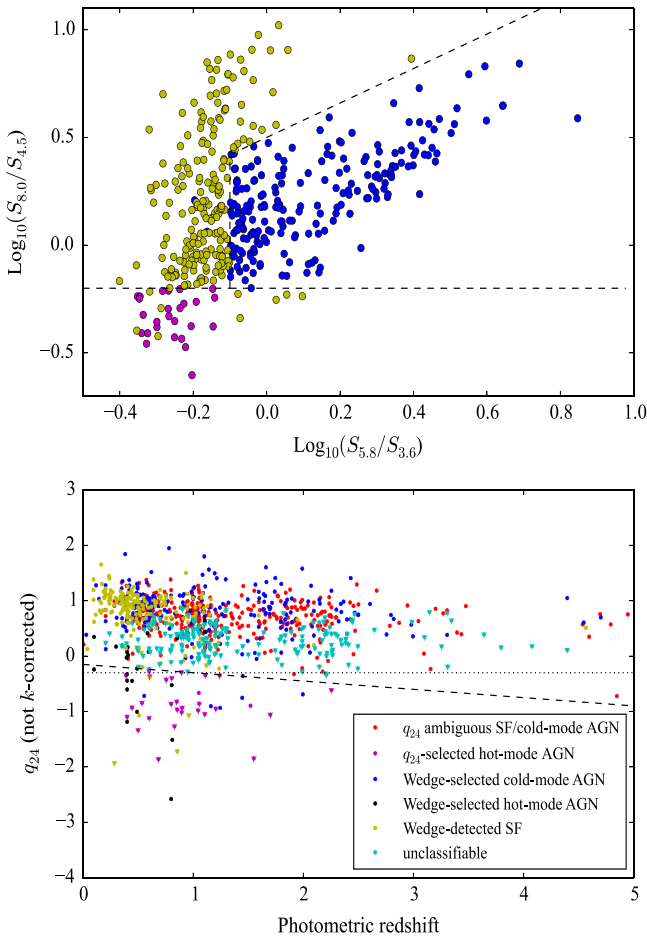 1.0
0.5
0.0
−0.5
Log₁₀(S₈.₀/S₄.₅)
−0.4 −0.2 0.0 0.2 0.4 0.6 0.8 1.0
Log₁₀(S₅.₈/S₃.₆)
3
2
1
0
−1
−2
−3
−4
q₂₄ (not k-corrected)
q₂₄ ambiguous SF/cold-mode AGN
q₂₄-selected hot-mode AGN
Wedge-selected cold-mode AGN
Wedge-selected hot-mode AGN
Wedge-detected SF
unclassifiable
0 1 2 3 4 5
Photometric redshift